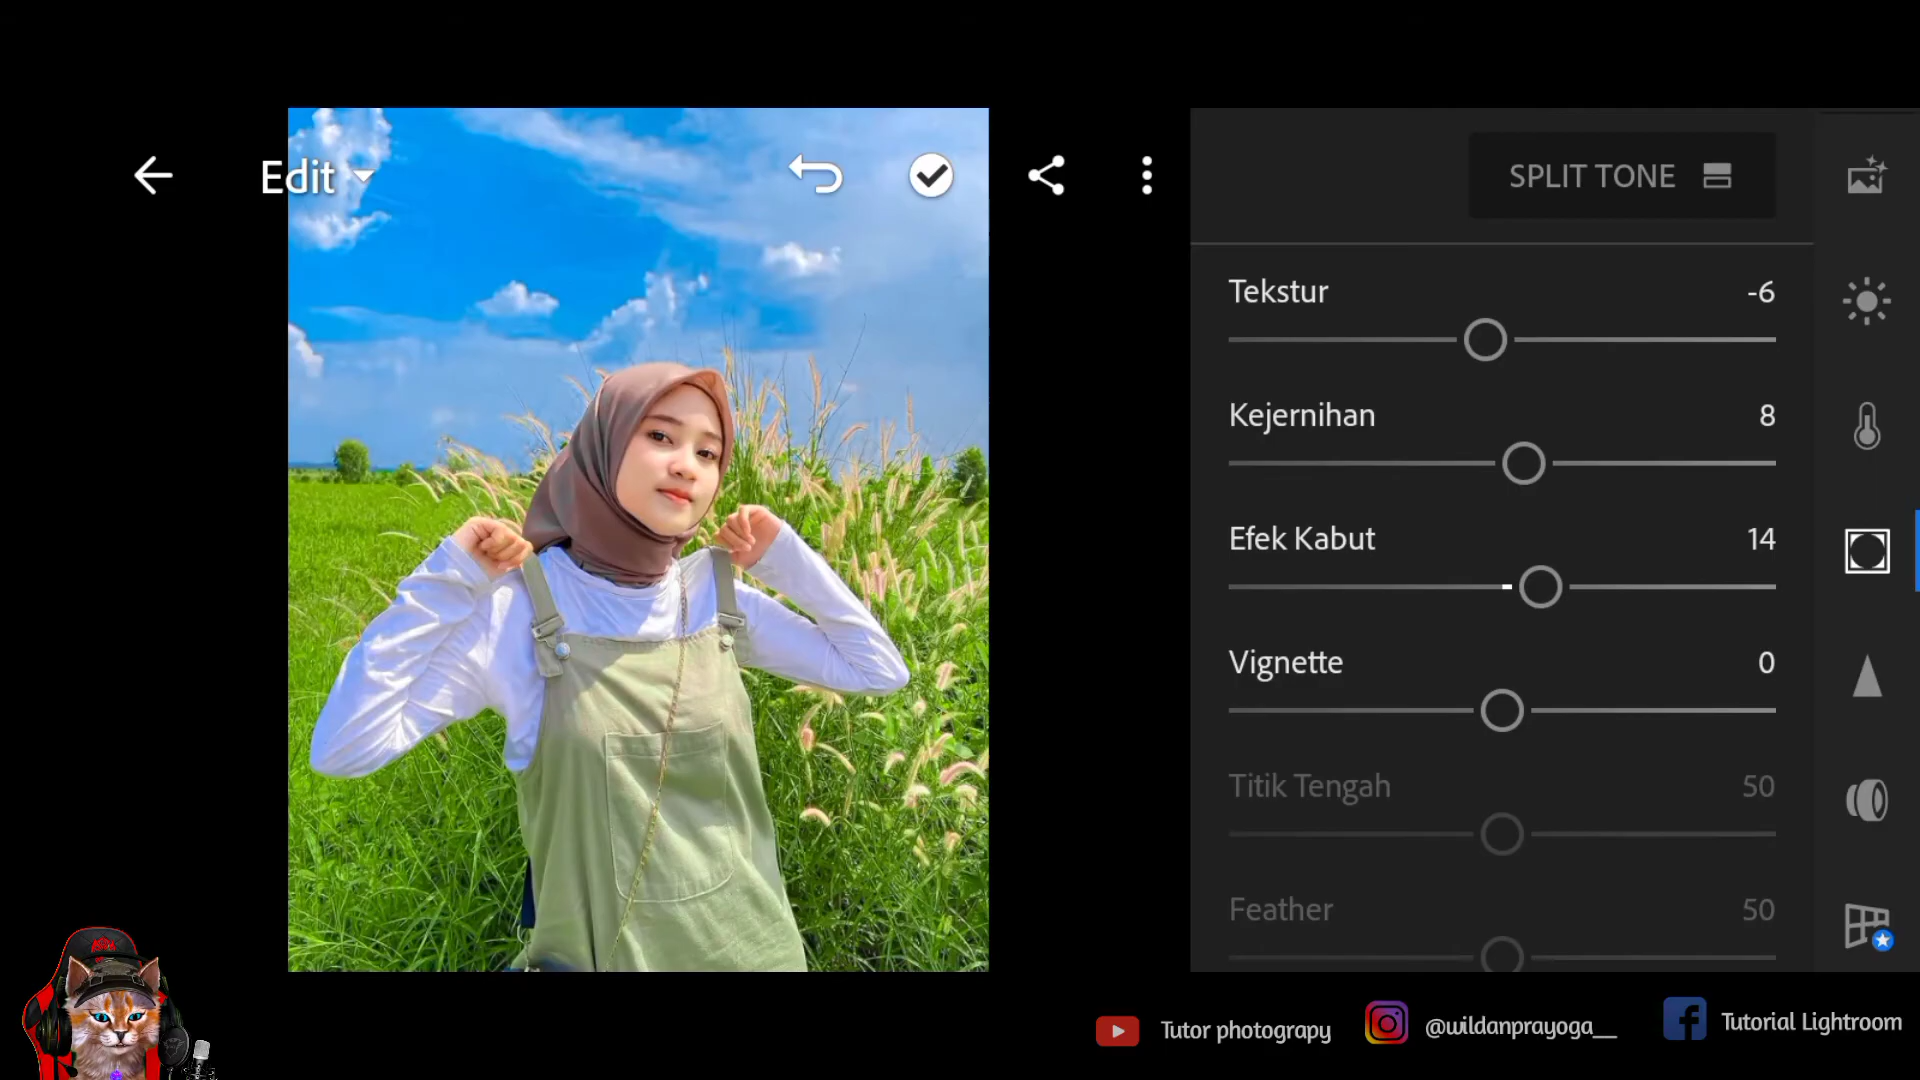 Edit
SPLIT TONE
Tekstur -6
Kejernihan 8
Efek Kabut 14
Vignette 0
Titik Tengah 50
Feather 50
Tutor photograpy
@wildanprayoga__
Tutorial Lightroom